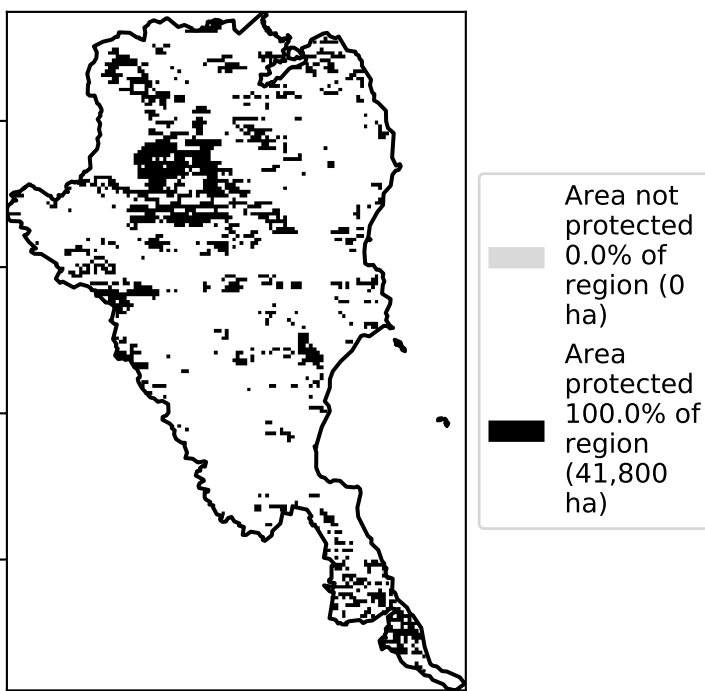 Area not
protected
0.0% of
region (0
ha)
Area
protected
100.0% of
region
(41,800
ha)